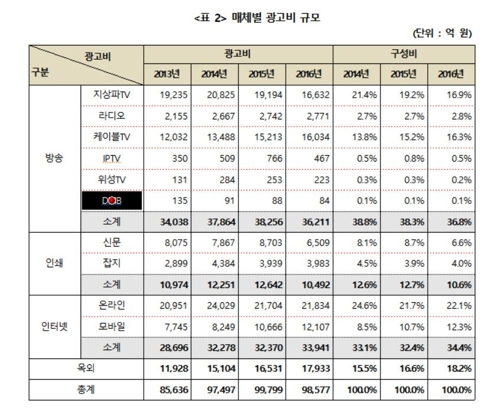 <표 2> 매체별 광고비 규모
(단위 : 억 원)
광고비 광고비 구성비
구분 2013년 2014년 2015년 2016년 2014년 2015년 2016년
방송 지상파TV 19,235 20,825 19,194 16,632 21.4% 19.2% 16.9%
라디오 2,155 2,667 2,742 2,771 2.7% 2.7% 2.8%
케이블TV 12,032 13,488 15,213 16,034 13.8% 15.2% 16.3%
IPTV 350 509 766 467 0.5% 0.8% 0.5%
위성TV 131 284 253 223 0.3% 0.3% 0.2%
135 91 88 84 0.1% 0.1% 0.1%
소계 34,038 37,864 38,256 36,211 38.8% 38.3% 36.8%
인쇄 신문 8,075 7,867 8,703 6,509 8.1% 8.7% 6.6%
잡지 2,899 4,384 3,939 3,983 4.5% 3.9% 4.0%
소계 10,974 12,251 12,642 10,492 12.6% 12.7% 10.6%
인터넷 온라인 20,951 24,029 21,704 21,834 24.6% 21.7% 22.1%
모바일 7,745 8,249 10,666 12,107 8.5% 10.7% 12.3%
소계 28,696 32,278 32,370 33,941 33.1% 32.4% 34.4%
옥외 11,928 15,104 16,531 17,933 15.5% 16.6% 18.2%
총계 85,636 97,497 99,799 98,577 100.0% 100.0% 100.0%